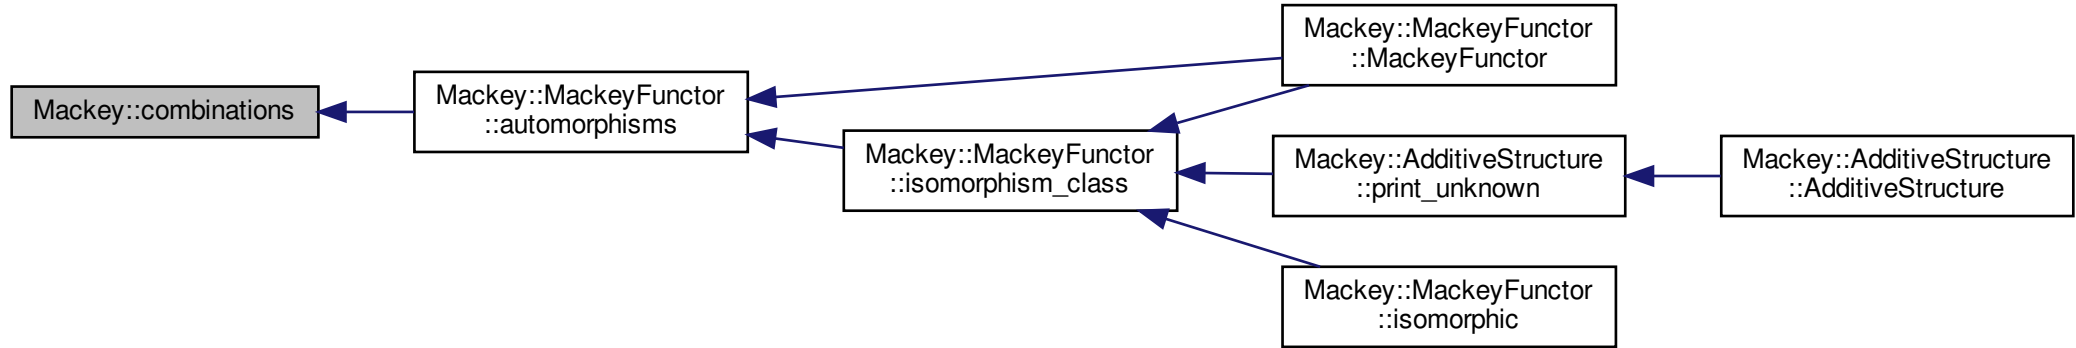 Mackey::combinations
Mackey::MackeyFunctor
::automorphisms
Mackey::MackeyFunctor
::isomorphism_class
Mackey::MackeyFunctor
::MackeyFunctor
Mackey::AdditiveStructure
::print_unknown
Mackey::MackeyFunctor
::isomorphic
Mackey::AdditiveStructure
::AdditiveStructure